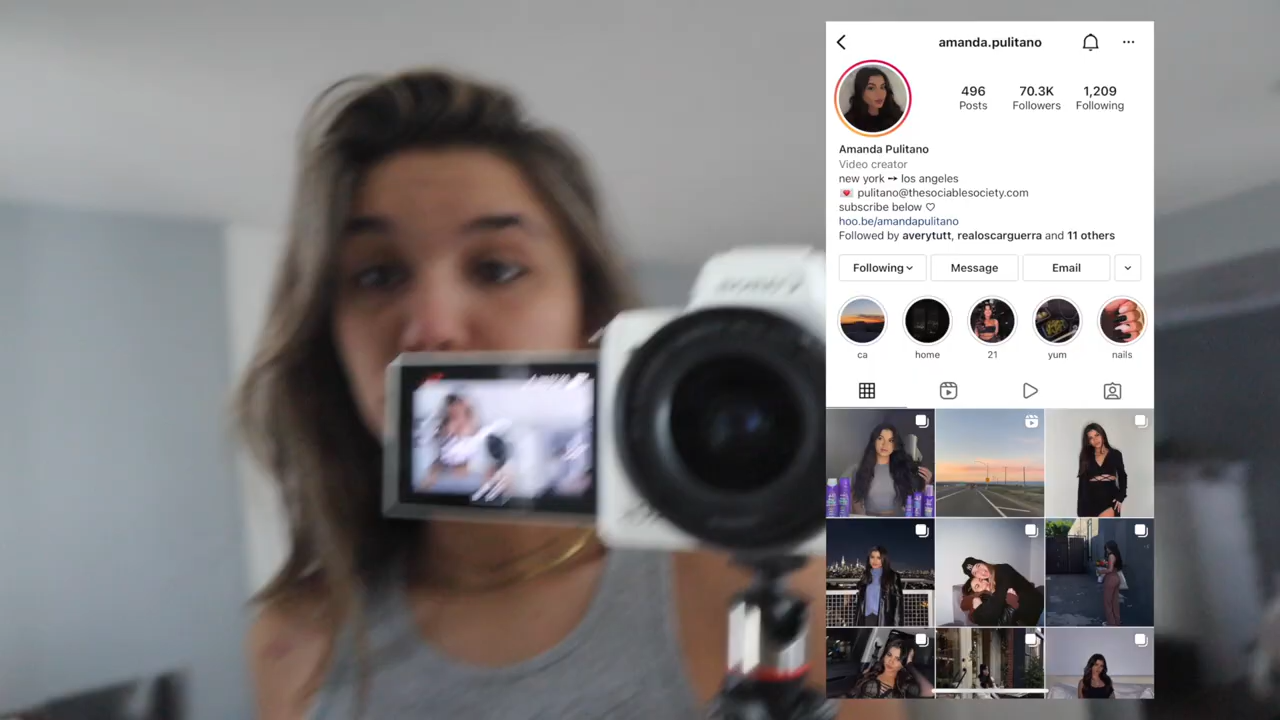 amanda.pulitano
496
70.3K
1,209
Posts
Followers
Following
Amanda Pulitano
Video creator
new york ➻ los angeles
💌 pulitano@thesociablesociety.com
subscribe below ♡
hoo.be/amandapulitano
Followed by averytutt, realoscarguerra and 11 others
Following
Message
Email
ca
home
21
yum
nails
SONY